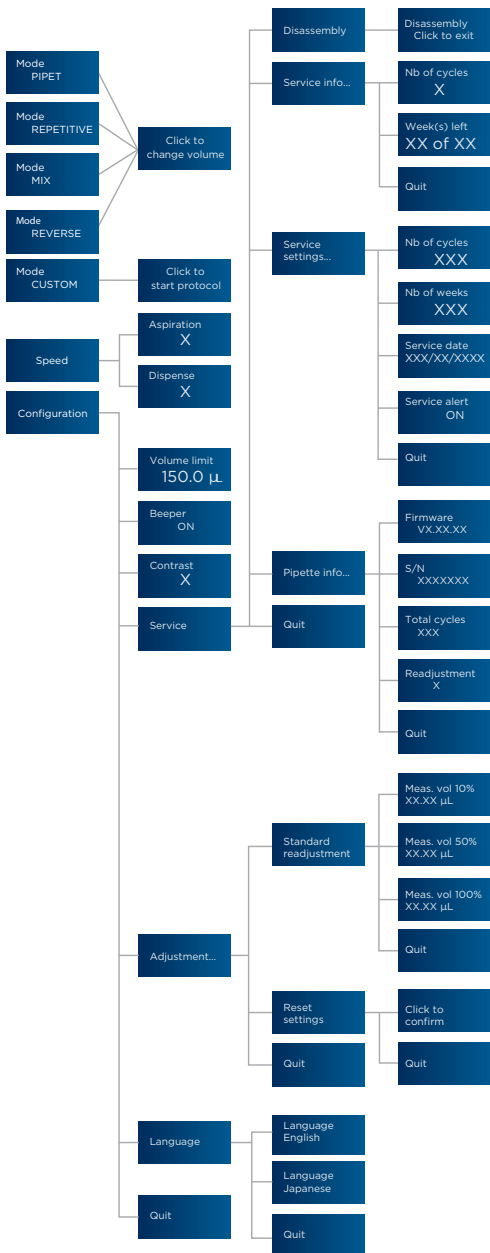 Mode
PIPET
Mode
REPETITIVE
Mode
MIX
Mode
REVERSE
Click to
change volume
Mode
CUSTOM
Click to
start protocol
Speed
Aspiration
X
Dispense
X
Configuration
Volume limit
150.0 µL
Beeper
ON
Contrast
X
Service
Disassembly
Disassembly
Click to exit
Service info...
Nb of cycles
X
Week(s) left
XX of XX
Quit
Service
settings...
Nb of cycles
XXX
Nb of weeks
XXX
Service date
XXX/XX/XXXX
Service alert
ON
Quit
Pipette info...
Firmware
VX.XX.XX
S/N
XXXXXXX
Total cycles
XXX
Readjustment
X
Quit
Quit
Adjustment...
Standard
readjustment
Meas. vol 10%
XX.XX µL
Meas. vol 50%
XX.XX µL
Meas. vol 100%
XX.XX µL
Quit
Reset
settings
Click to
confirm
Quit
Quit
Language
Language
English
Language
Japanese
Quit
Quit